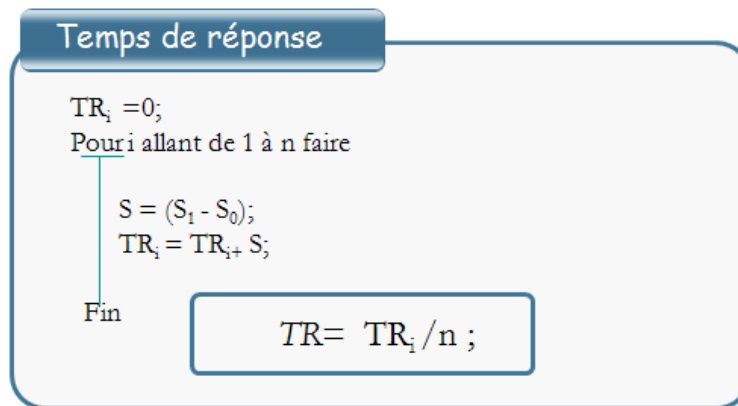 Temps de réponse
TRi =0;
Pour i allant de 1 à n faire
S = (S1 - S0);
TRi = TRi+ S;
Fin
TR= TRi /n ;